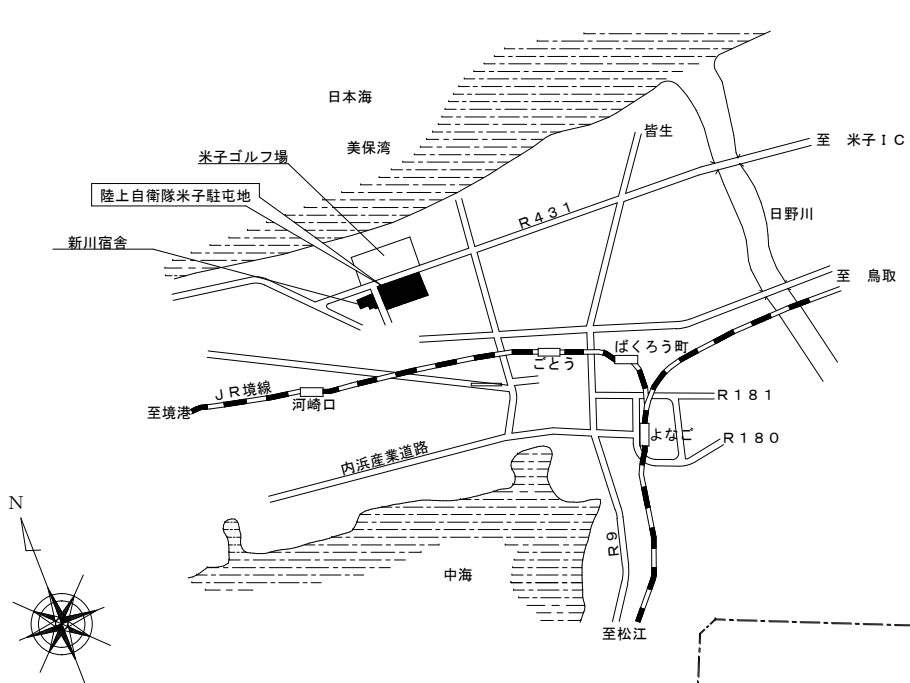 日本海
皆生
至 米子IC
美保湾
米子ゴルフ場
陸上自衛隊米子駐屯地
R431
日野川
新川宿舎
至 鳥取
ばくろう町
ごとう
JR境線
河崎口
至境港
R181
よなご
R180
内浜産業道路
N
R9
中海
至松江